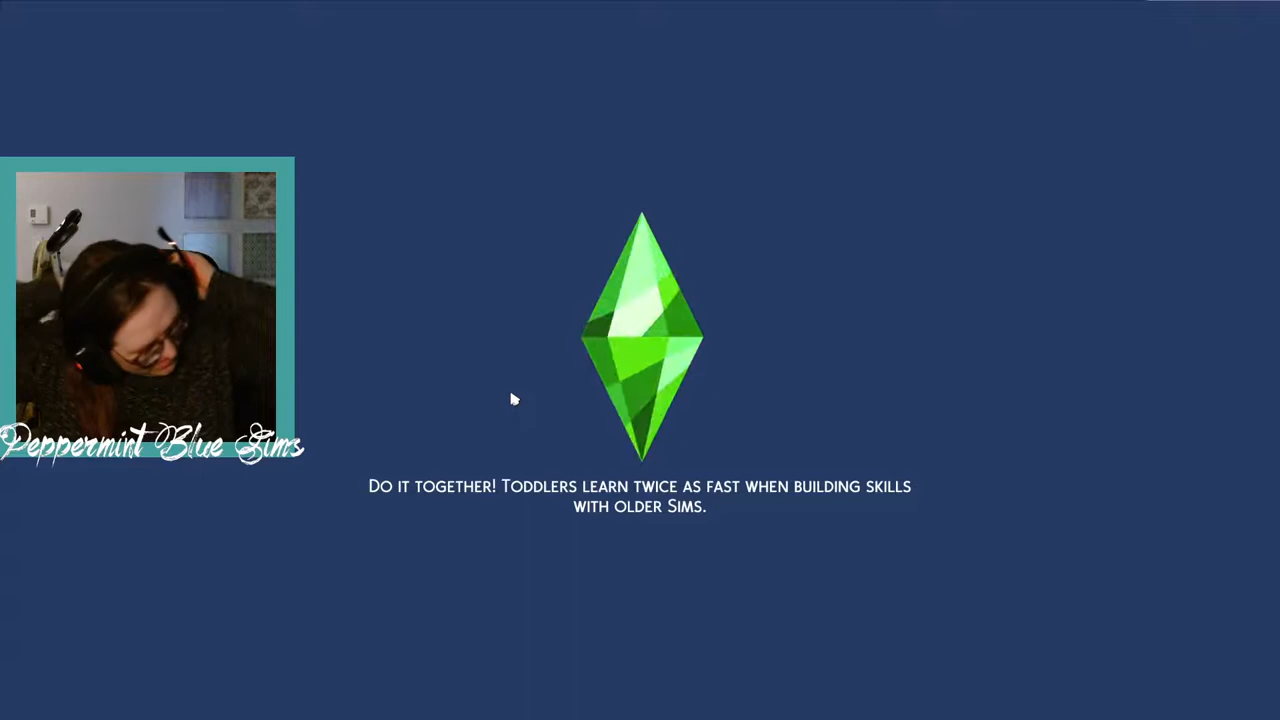 Peppermint Blue Sims
DO IT TOGETHER! TODDLERS LEARN TWICE AS FAST WHEN BUILDING SKILLS
WITH OLDER SIMS.